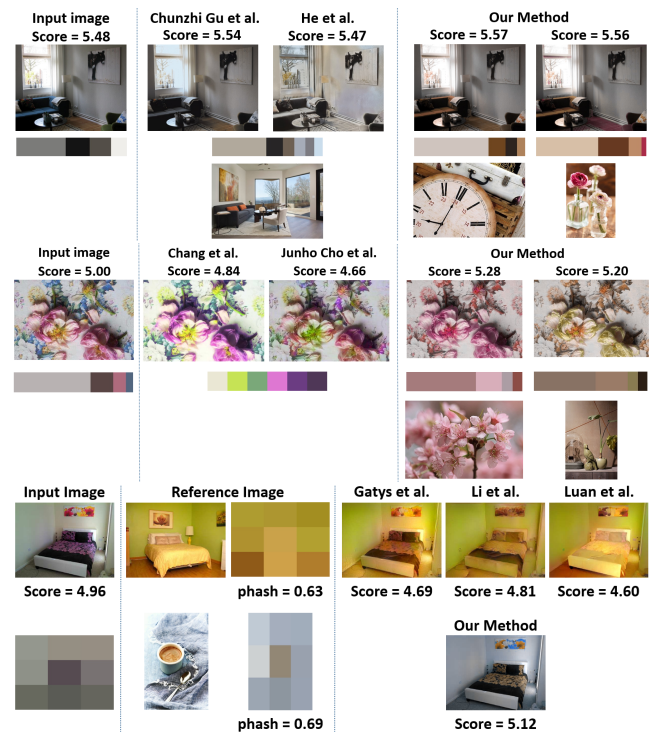 Input image
Score = 5.48
Chunzhi Gu et al.
Score = 5.54
He et al.
Score = 5.47
Our Method
Score = 5.57
Score = 5.56
Input image
Score = 5.00
Chang et al.
Score = 4.84
Junho Cho et al.
Score = 4.66
Our Method
Score = 5.28
Score = 5.20
Input Image
Score = 4.96
Reference Image
phash = 0.63
Gatys et al.
Score = 4.69
Li et al.
Score = 4.81
Luan et al.
Score = 4.60
phash = 0.69
Our Method
Score = 5.12